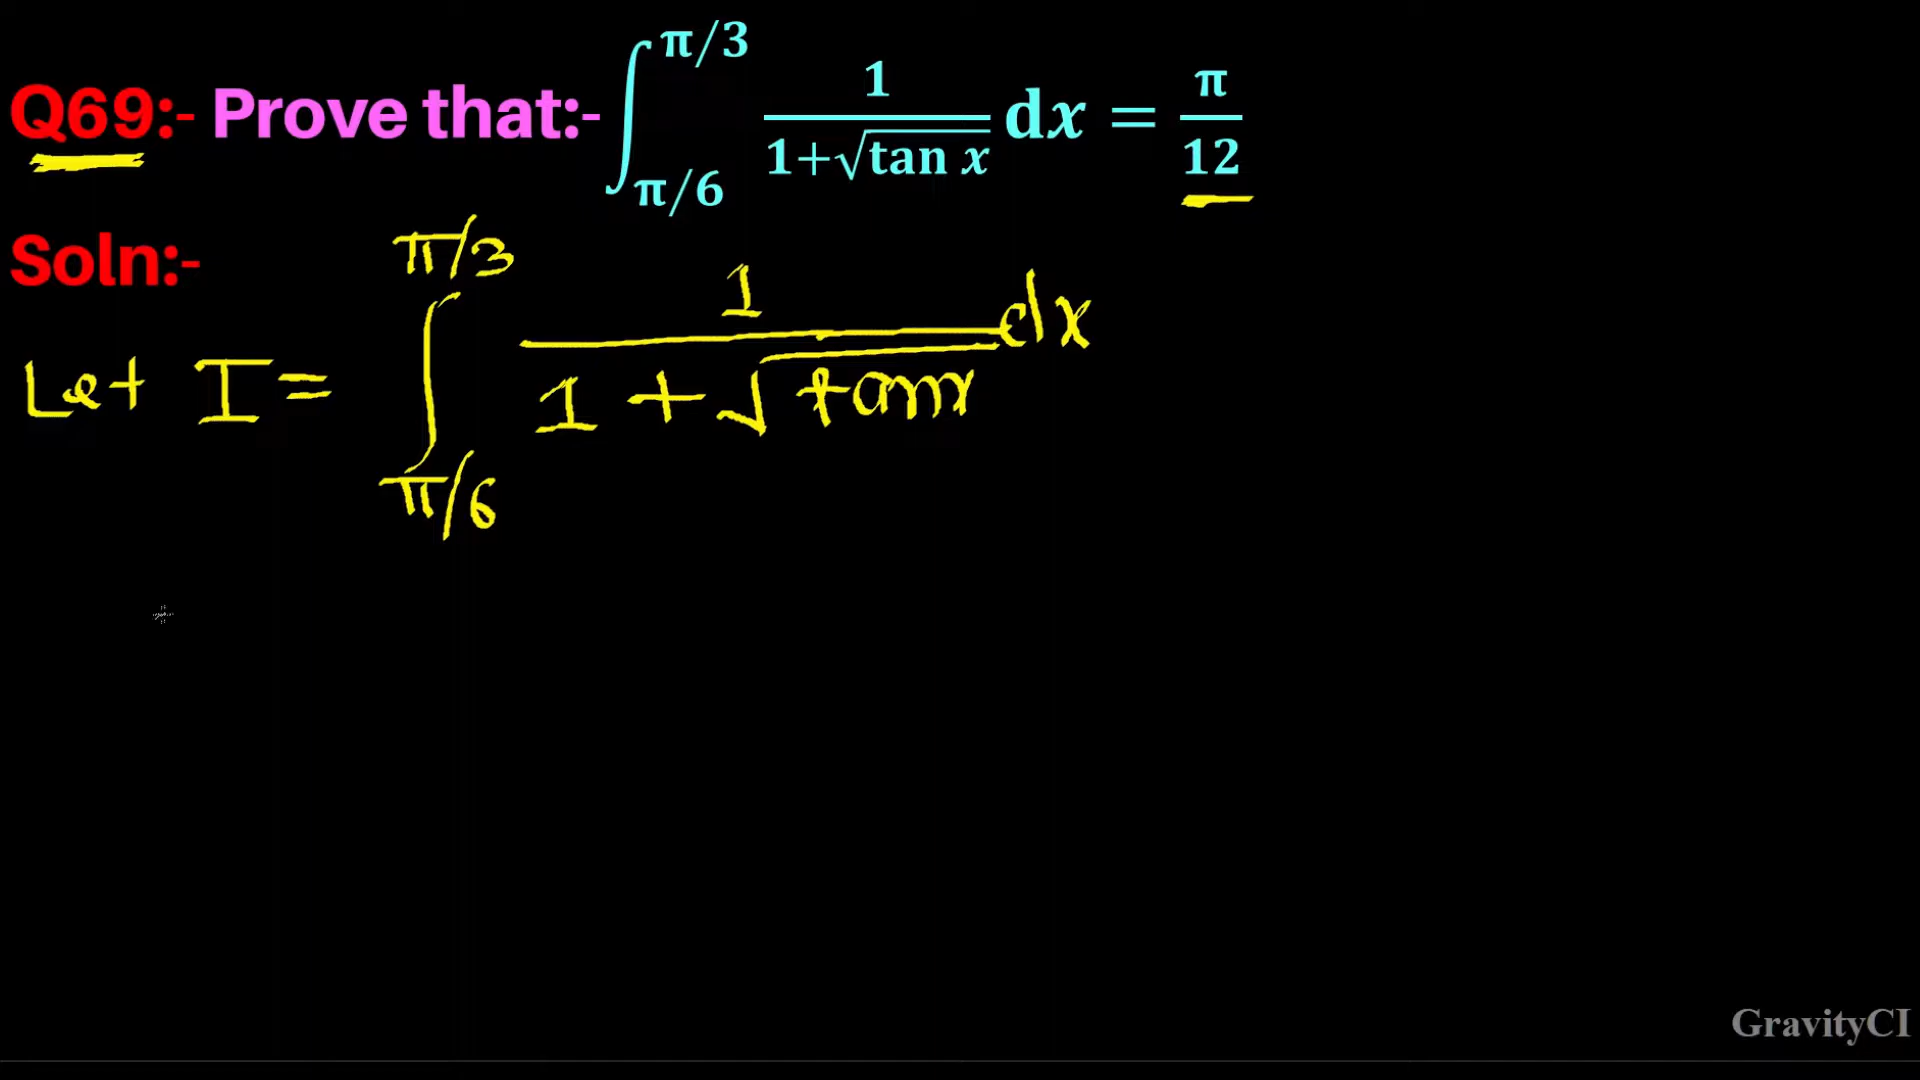 Q69:- Prove that:- ∫_{π/6}^{π/3} 1/(1+√(tan x)) dx = π/12
Soln:-
Let I = ∫_{π/6}^{π/3} 1/(1+√(tanx)) dx
GravityCI